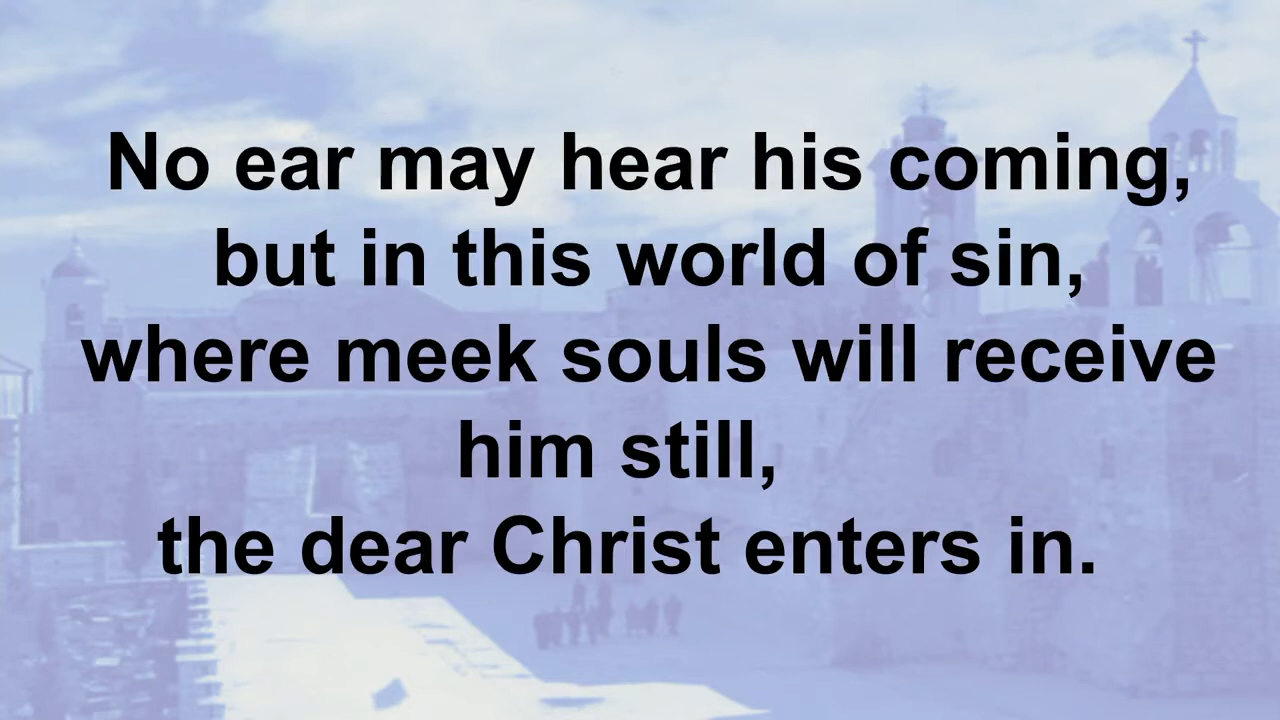 No ear may hear his coming,
but in this world of sin,
where meek souls will receive
him still,
the dear Christ enters in.